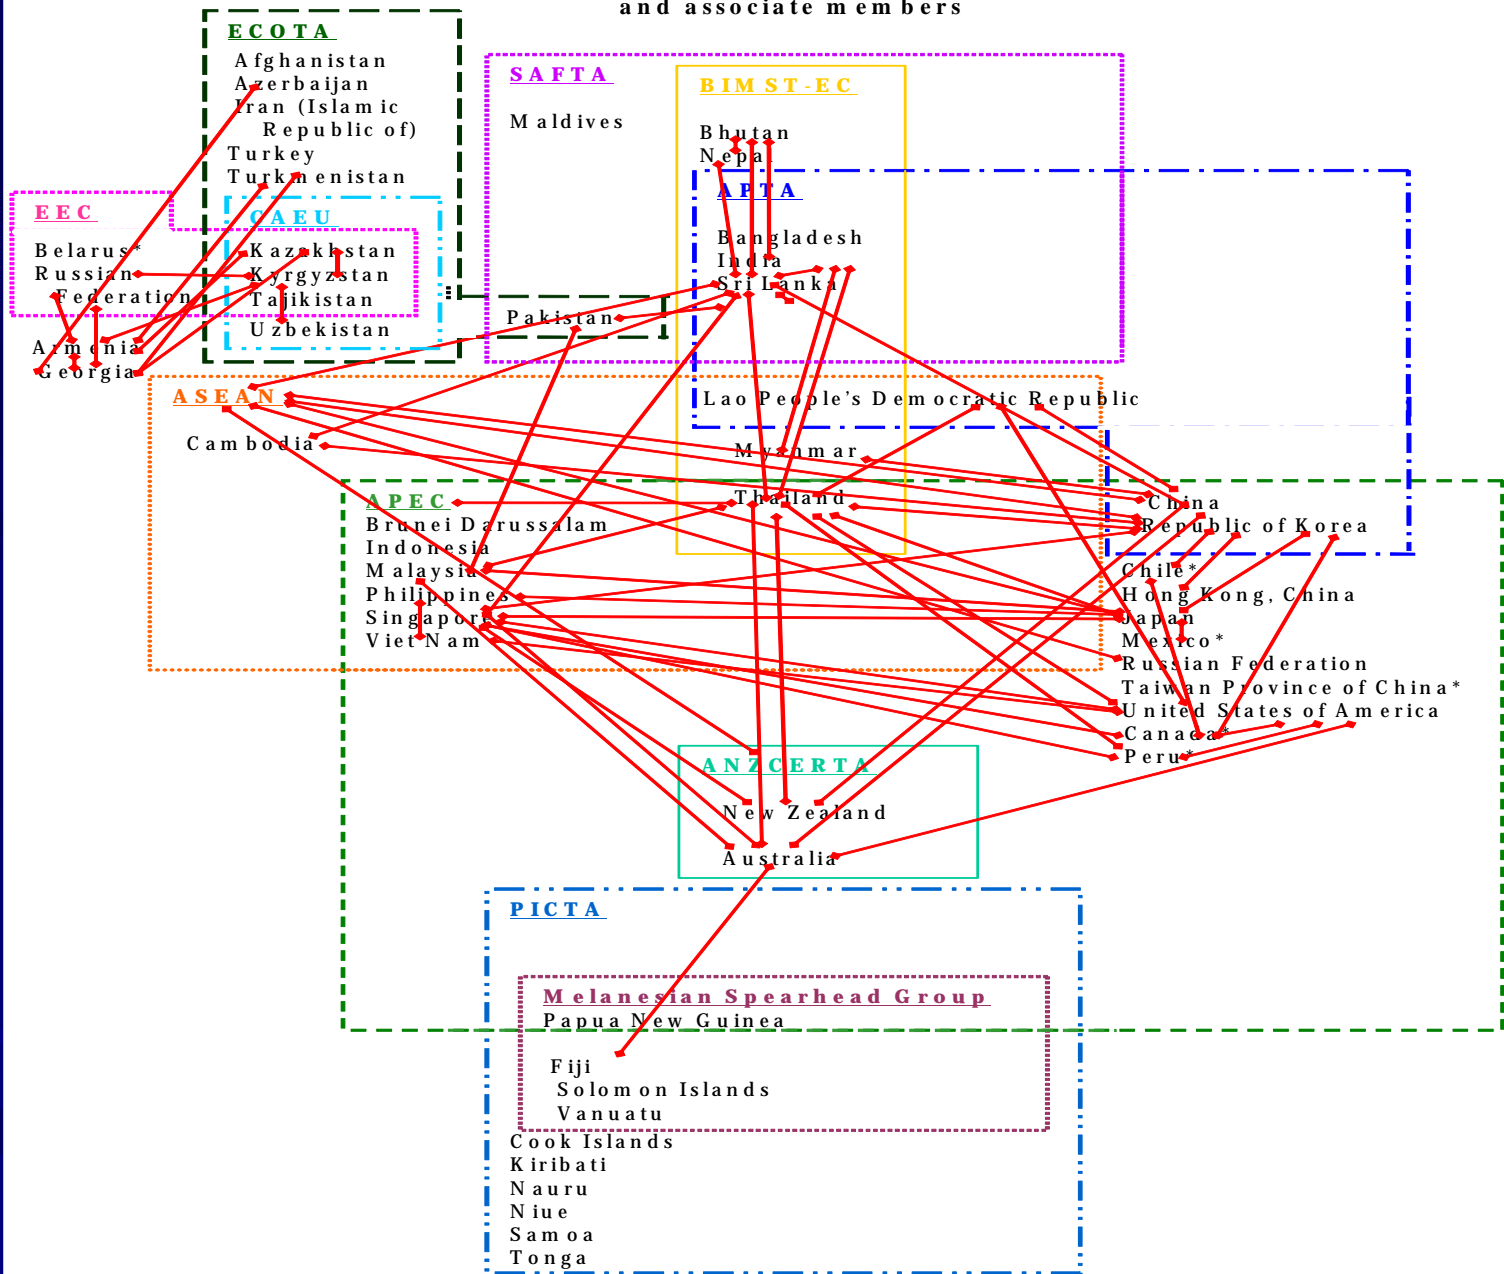 and associate members
ECOTA
Afghanistan
Azerbaijan
Iran (Islamic
Republic of)
Turkey
Turkmenistan
SAFTA
Maldives
BIMST-EC
Bhutan
Nepal
APTA
Bangladesh
India
Sri Lanka
EEC
Belarus*
Russian
Federation
CAEU
Kazakhstan
Kyrgyzstan
Tajikistan
Uzbekistan
Pakistan
Armenia
Georgia
ASEAN
Cambodia
Lao People's Democratic Republic
Myanmar
Thailand
APEC
Brunei Darussalam
Indonesia
Malaysia
Philippines
Singapore
Viet Nam
China
Republic of Korea
Chile*
Hong Kong, China
Japan
Mexico*
Russian Federation
Taiwan Province of China*
United States of America
Canada*
Peru*
ANZCERTA
New Zealand
Australia
PICTA
Melanesian Spearhead Group
Papua New Guinea
Fiji
Solomon Islands
Vanuatu
Cook Islands
Kiribati
Nauru
Niue
Samoa
Tonga